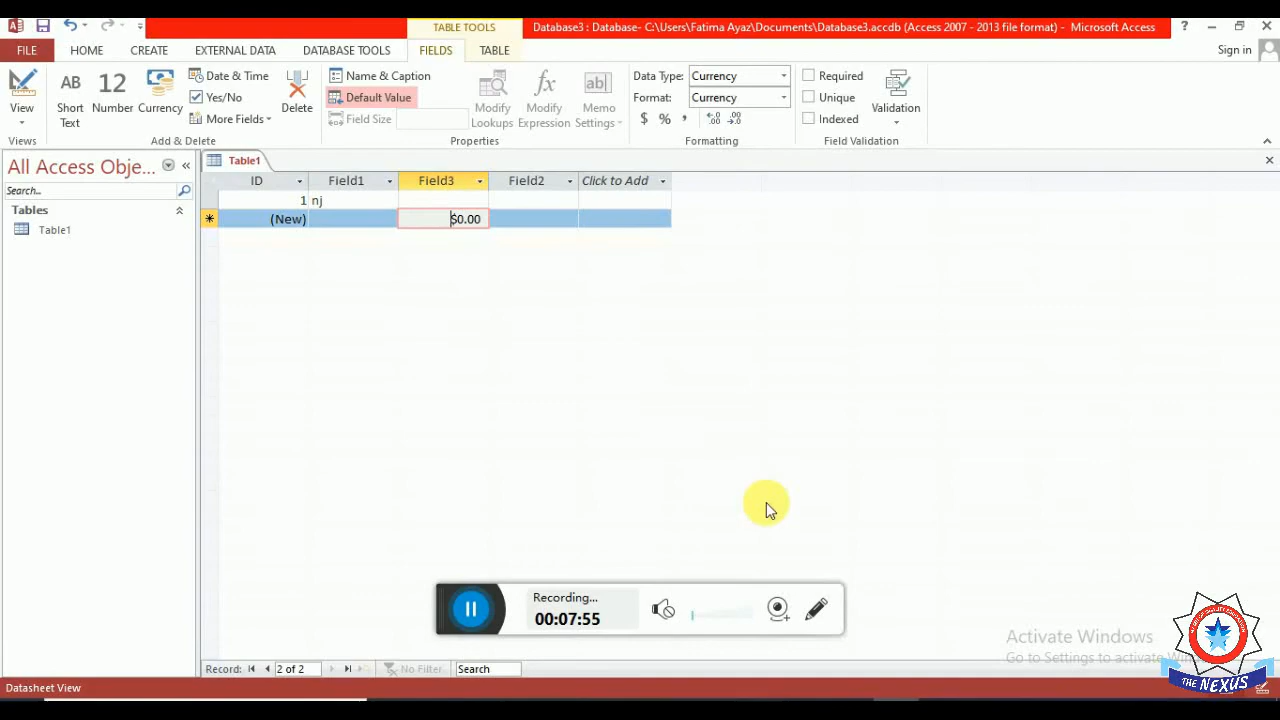 TABLE TOOLS
Database3 : Database- C:\Users\Fatima Ayaz\Documents\Database3.accdb (Access 2007 - 2013 file format) - Microsoft Access
?
FILE HOME CREATE EXTERNAL DATA DATABASE TOOLS FIELDS TABLE Sign in
View
Views
AB Short Text
12 Number
Currency
Date & Time
Yes/No
More Fields
Delete
Add & Delete
Name & Caption
Default Value
Field Size
Modify Lookups
fx Modify Expression
ab Memo Settings
Properties
Data Type: Currency
Format: Currency
$ % , .00 .00
Formatting
Required
Unique
Indexed
Validation
Field Validation
All Access Obje...
Search...
Tables
Table1
Table1
ID Field1 Field3 Field2 Click to Add
1 nj
(New) $0.00
Recording...
00:07:55
Activate Windows
Go to Settings to activate
THE NEXUS
Record: 2 of 2 No Filter Search
Datasheet View